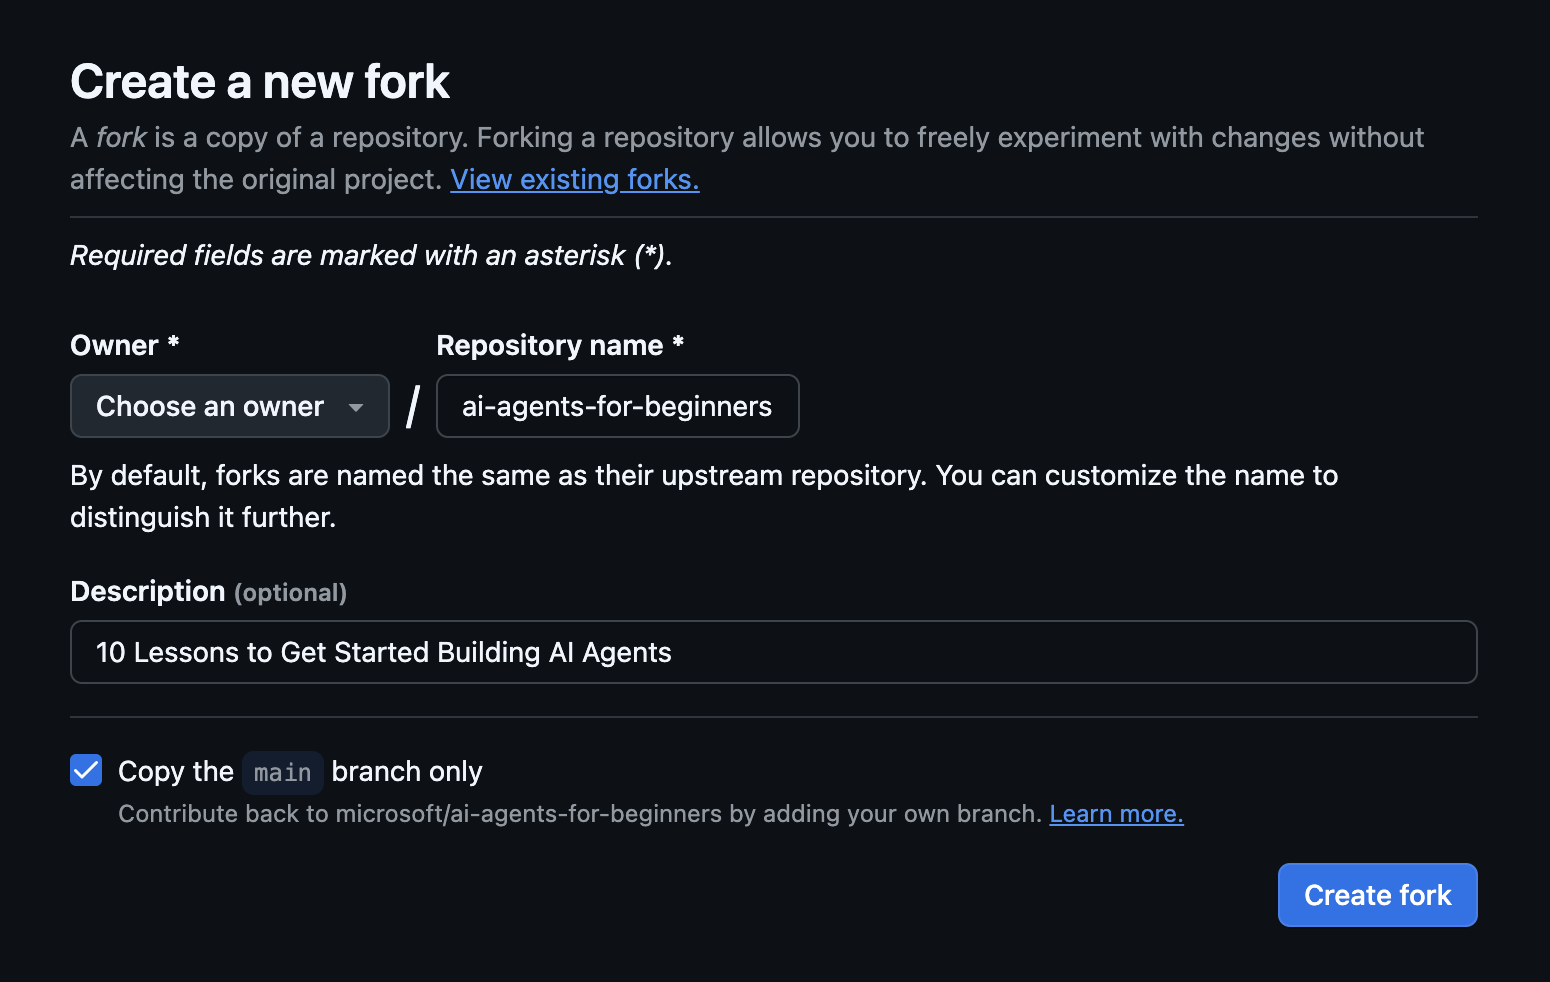 Create a new fork
A fork is a copy of a repository. Forking a repository allows you to freely experiment with changes without
affecting the original project. View existing forks.
Required fields are marked with an asterisk (*).
Owner *
Repository name *
Choose an owner
/
ai-agents-for-beginners
By default, forks are named the same as their upstream repository. You can customize the name to
distinguish it further.
Description (optional)
10 Lessons to Get Started Building AI Agents
Copy the main branch only
Contribute back to microsoft/ai-agents-for-beginners by adding your own branch. Learn more.
Create fork